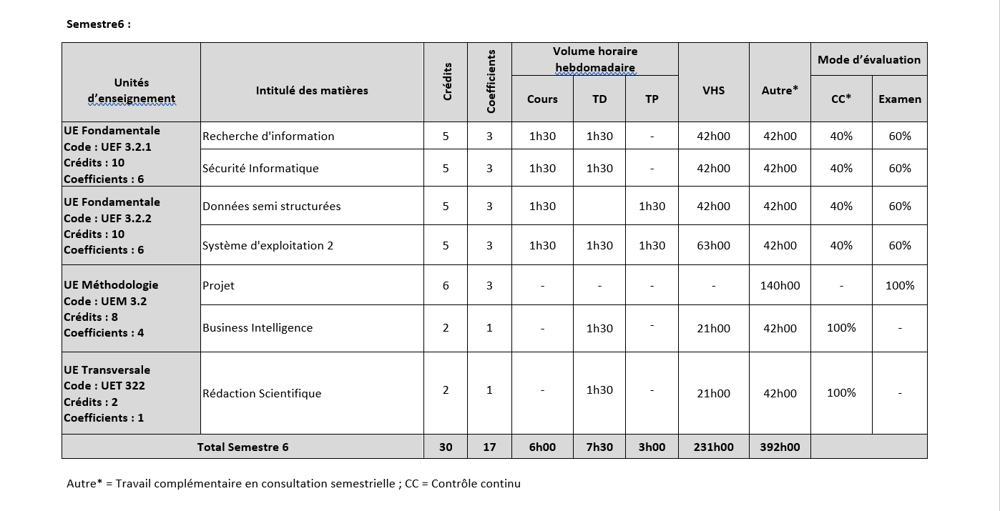 Semestre6 :
Unités d'enseignement Intitulé des matières Crédits Coefficients Volume horaire hebdomadaire VHS Autre* Mode d'évaluation
Cours TD TP CC* Examen
UE Fondamentale
Code : UEF 3.2.1
Crédits : 10
Coefficients : 6
Recherche d'information 5 3 1h30 1h30 - 42h00 42h00 40% 60%
Sécurité Informatique 5 3 1h30 1h30 - 42h00 42h00 40% 60%
UE Fondamentale
Code : UEF 3.2.2
Crédits : 10
Coefficients : 6
Données semi structurées 5 3 1h30 1h30 42h00 42h00 40% 60%
Système d'exploitation 2 5 3 1h30 1h30 1h30 63h00 42h00 40% 60%
UE Méthodologie
Code : UEM 3.2
Crédits : 8
Coefficients : 4
Projet 6 3 - - - - 140h00 - 100%
Business Intelligence 2 1 - 1h30 - 21h00 42h00 100% -
UE Transversale
Code : UET 322
Crédits : 2
Coefficients : 1
Rédaction Scientifique 2 1 - 1h30 - 21h00 42h00 100% -
Total Semestre 6 30 17 6h00 7h30 3h00 231h00 392h00
Autre* = Travail complémentaire en consultation semestrielle ; CC = Contrôle continu